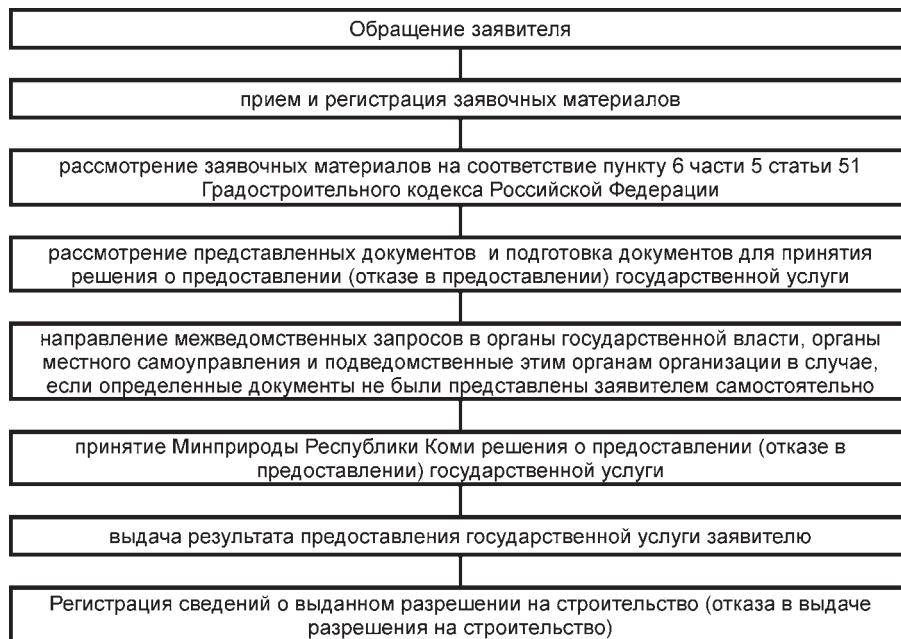 Обращение заявителя
прием и регистрация заявочных материалов
рассмотрение заявочных материалов на соответствие пункту 6 части 5 статьи 51
Градостроительного кодекса Российской Федерации
рассмотрение представленных документов и подготовка документов для принятия
решения о предоставлении (отказе в предоставлении) государственной услуги
направление межведомственных запросов в органы государственной власти, органы
местного самоуправления и подведомственные этим органам организации в случае,
если определенные документы не были представлены заявителем самостоятельно
принятие Минприроды Республики Коми решения о предоставлении (отказе в
предоставлении) государственной услуги
выдача результата предоставления государственной услуги заявителю
Регистрация сведений о выданном разрешении на строительство (отказа в выдаче
разрешения на строительство)